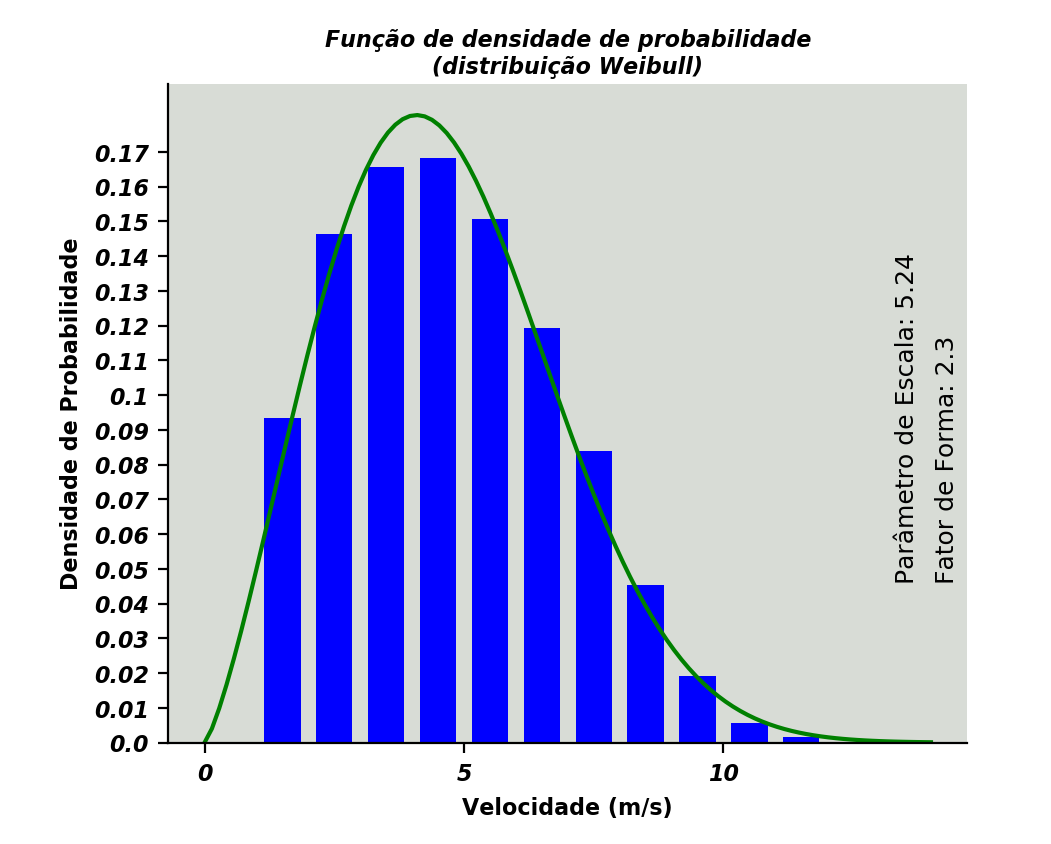 Função de densidade de probabilidade
(distribuição Weibull)
Densidade de Probabilidade
0.17
0.16
0.15
0.14
0.13
0.12
0.11
0.1
0.09
0.08
0.07
0.06
0.05
0.04
0.03
0.02
0.01
0.0
Parâmetro de Escala: 5.24
Fator de Forma: 2.3
0 5 10
Velocidade (m/s)